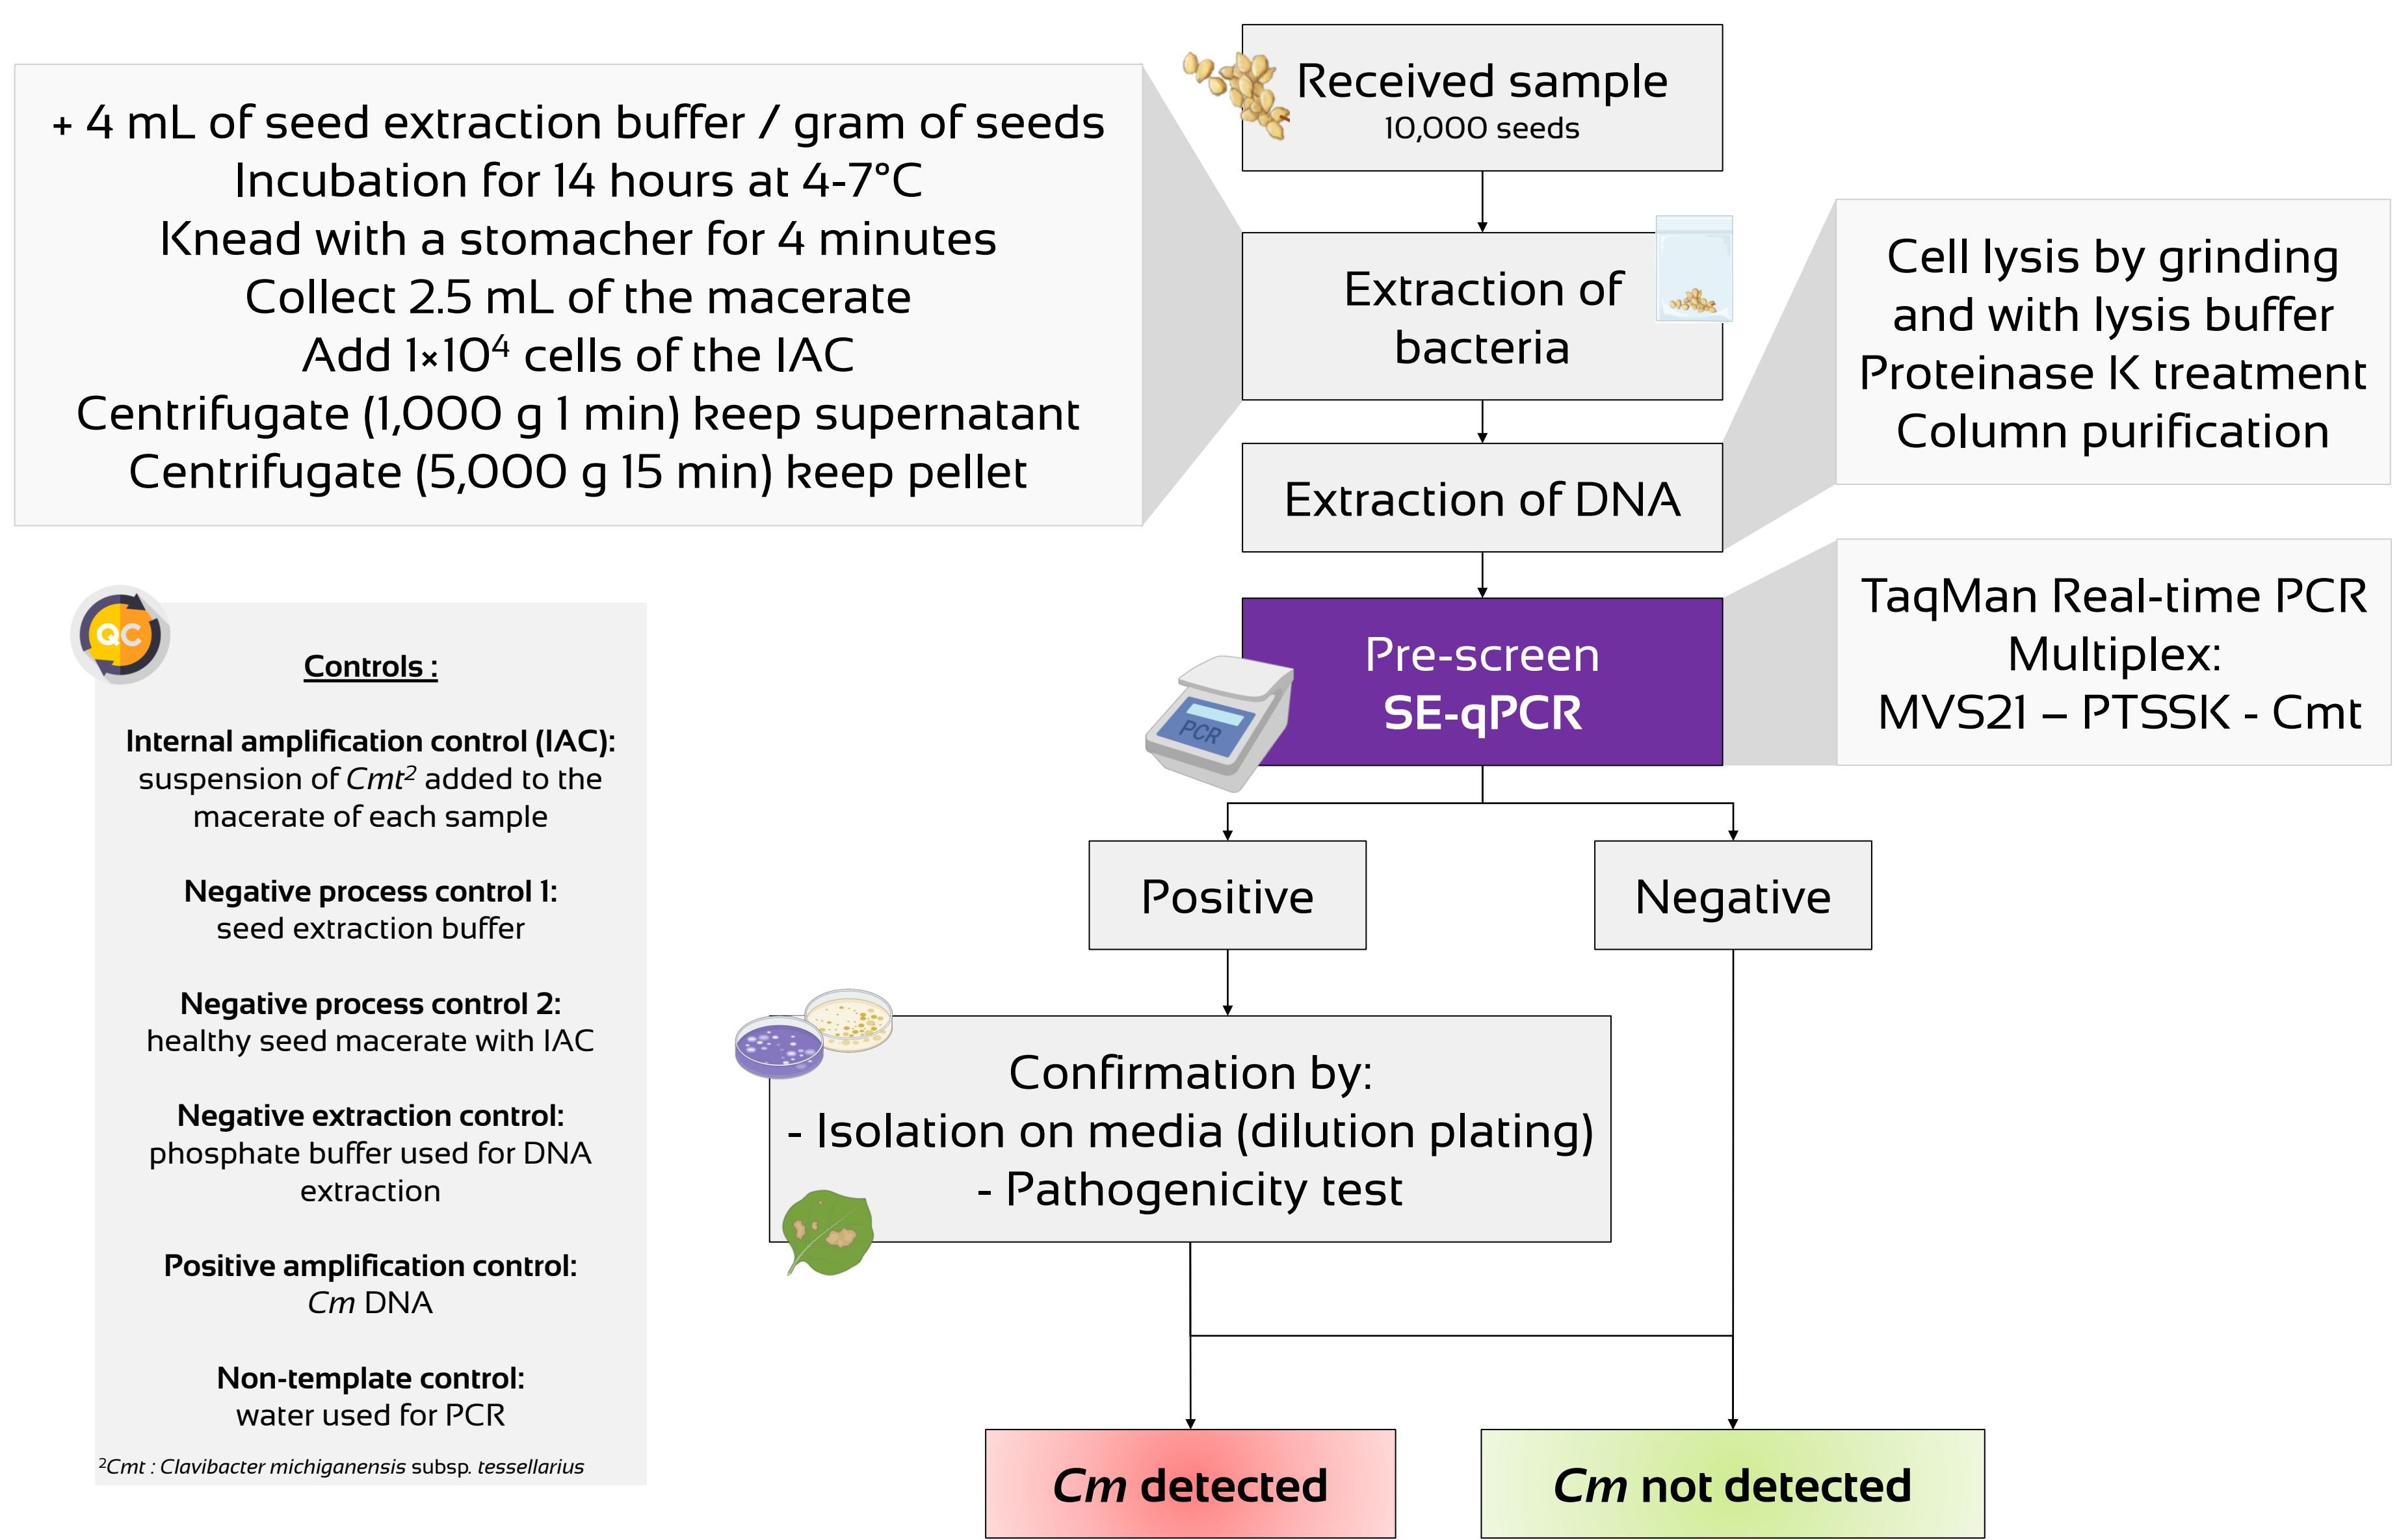 Received sample
10,000 seeds
+ 4 mL of seed extraction buffer / gram of seeds
Incubation for 14 hours at 4-7°C
Knead with a stomacher for 4 minutes
Collect 2.5 mL of the macerate
Add 1×10⁴ cells of the IAC
Centrifugate (1,000 g 1 min) keep supernatant
Centrifugate (5,000 g 15 min) keep pellet
Extraction of
bacteria
Cell lysis by grinding
and with lysis buffer
Proteinase K treatment
Column purification
Extraction of DNA
TaqMan Real-time PCR
Multiplex:
MVS21 – PTSSK - Cmt
Pre-screen
SE-qPCR
PCR
Positive
Negative
Confirmation by:
- Isolation on media (dilution plating)
- Pathogenicity test
Cm detected
Cm not detected
QC
Controls :
Internal amplification control (IAC):
suspension of Cmt² added to the
macerate of each sample
Negative process control 1:
seed extraction buffer
Negative process control 2:
healthy seed macerate with IAC
Negative extraction control:
phosphate buffer used for DNA
extraction
Positive amplification control:
Cm DNA
Non-template control:
water used for PCR
²Cmt : Clavibacter michiganensis subsp. tessellarius